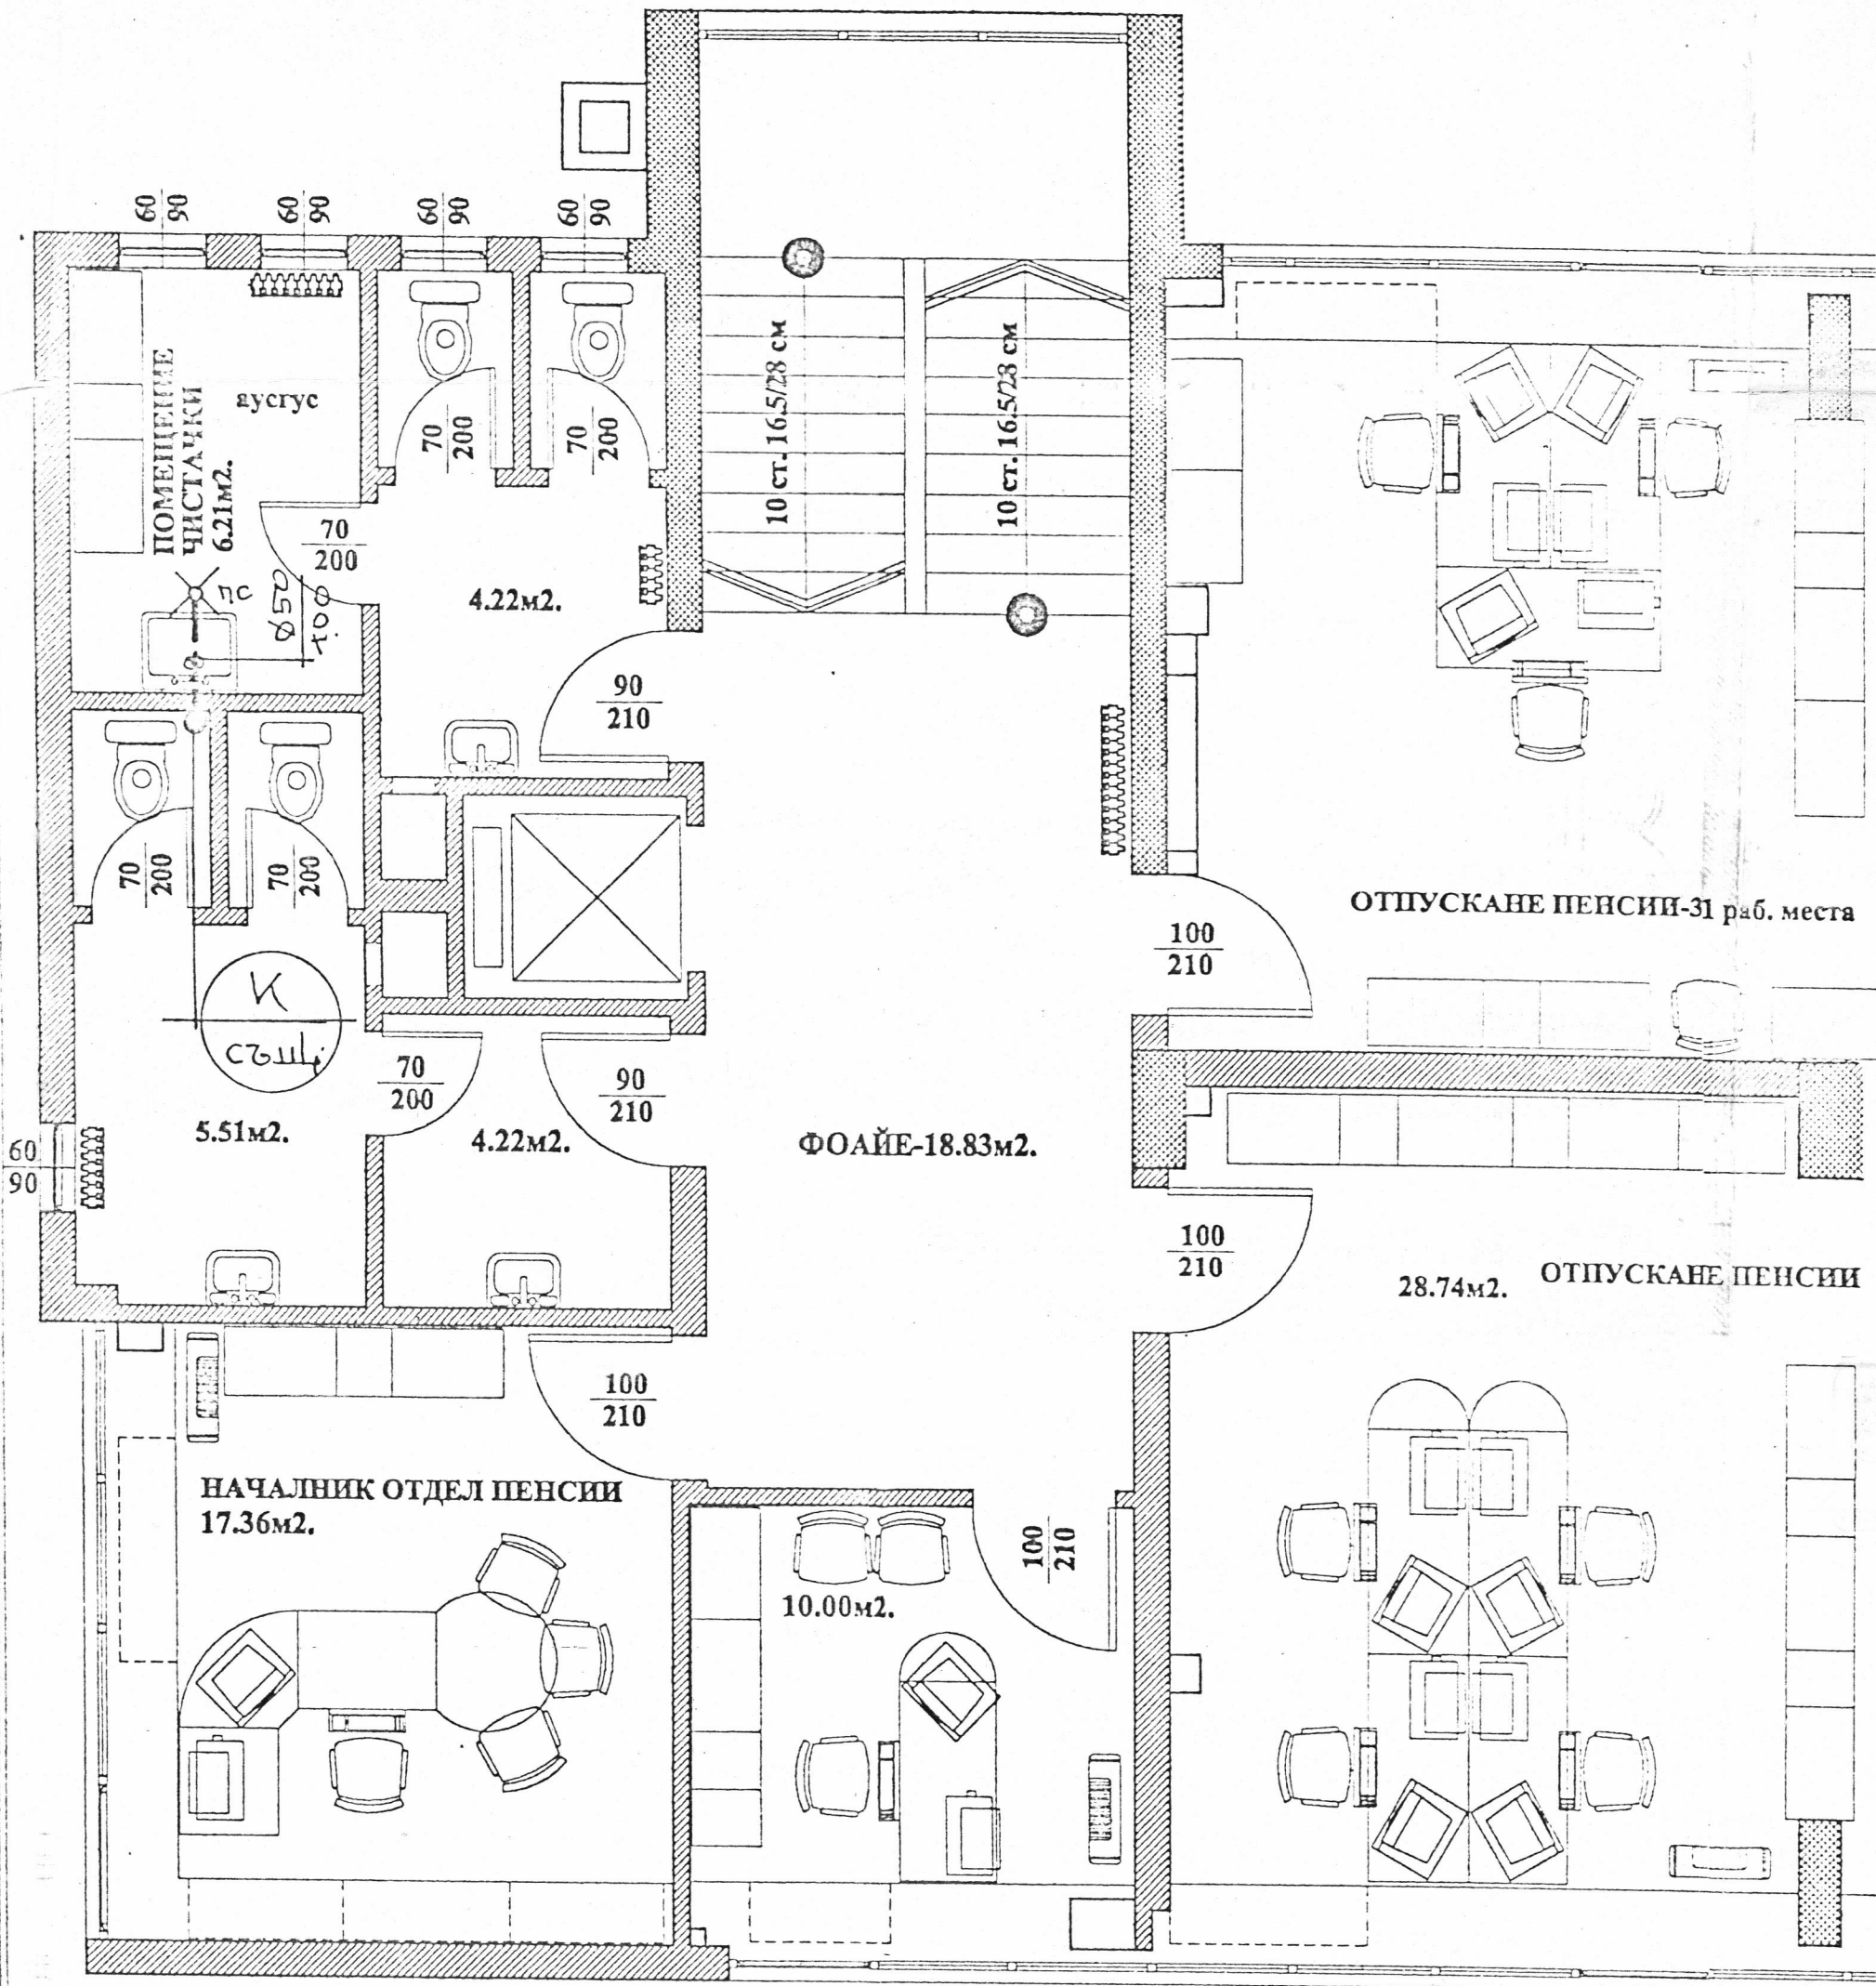 60
90
60
90
60
90
60
90
ПОМЕЩЕНИЕ
ЧИСТАЧКИ
6.21м2.
аусгус
70
200
70
200
10 ст. 16.5/28 см
10 ст. 16.5/28 см
70
200
ПС
4.22м2.
90
210
70
200
70
200
ОТПУСКАНЕ ПЕНСИИ-31 раб. места
100
210
К
70
200
90
210
5.51м2.
4.22м2.
ФОАЙЕ-18.83м2.
60
90
100
210
28.74м2.
ОТПУСКАНЕ ПЕНСИИ
100
210
НАЧАЛНИК ОТДЕЛ ПЕНСИИ
17.36м2.
100
210
10.00м2.